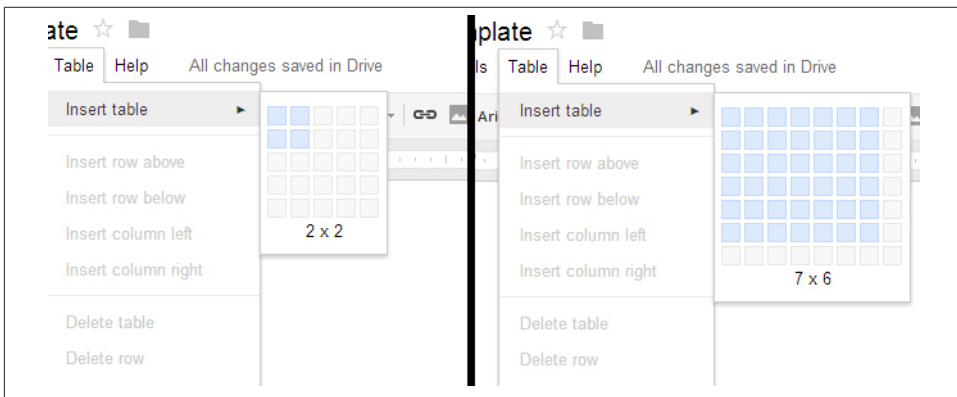 ate
Table Help All changes saved in Drive
Insert table
Insert row above
Insert row below
Insert column left
Insert column right
Delete table
Delete row
2 x 2
plate
ls Table Help All changes saved in Drive
Ari
Insert table
Insert row above
Insert row below
Insert column left
Insert column right
Delete table
Delete row
7 x 6